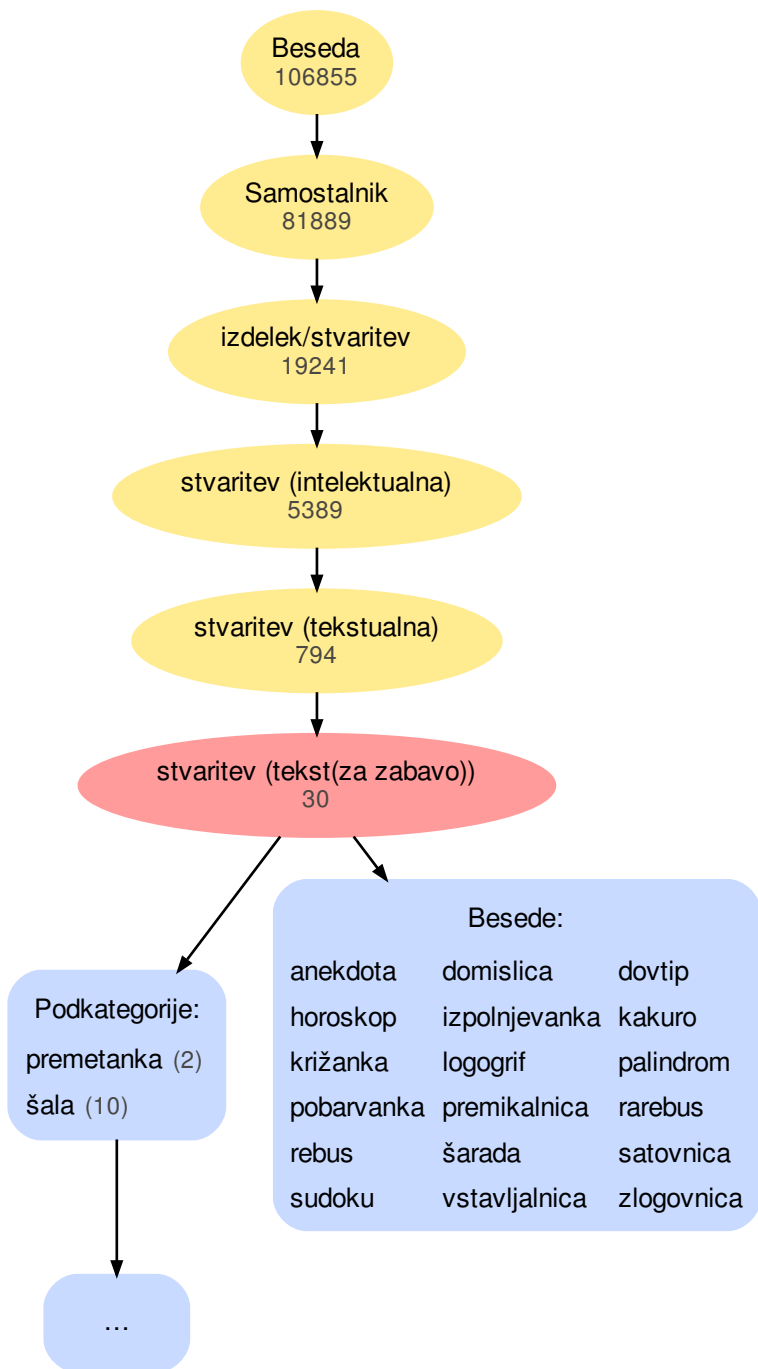 Beseda
106855
Samostalnik
81889
izdelek/stvaritev
19241
stvaritev (intelektualna)
5389
stvaritev (tekstualna)
794
stvaritev (tekst(za zabavo))
30
Podkategorije:
premetanka (2)
šala (10)
...
Besede:
anekdota domislica dovtip
horoskop izpolnjevanka kakuro
križanka logogrif palindrom
pobarvanka premikalnica rarebus
rebus šarada satovnica
sudoku vstavljalnica zlogovnica